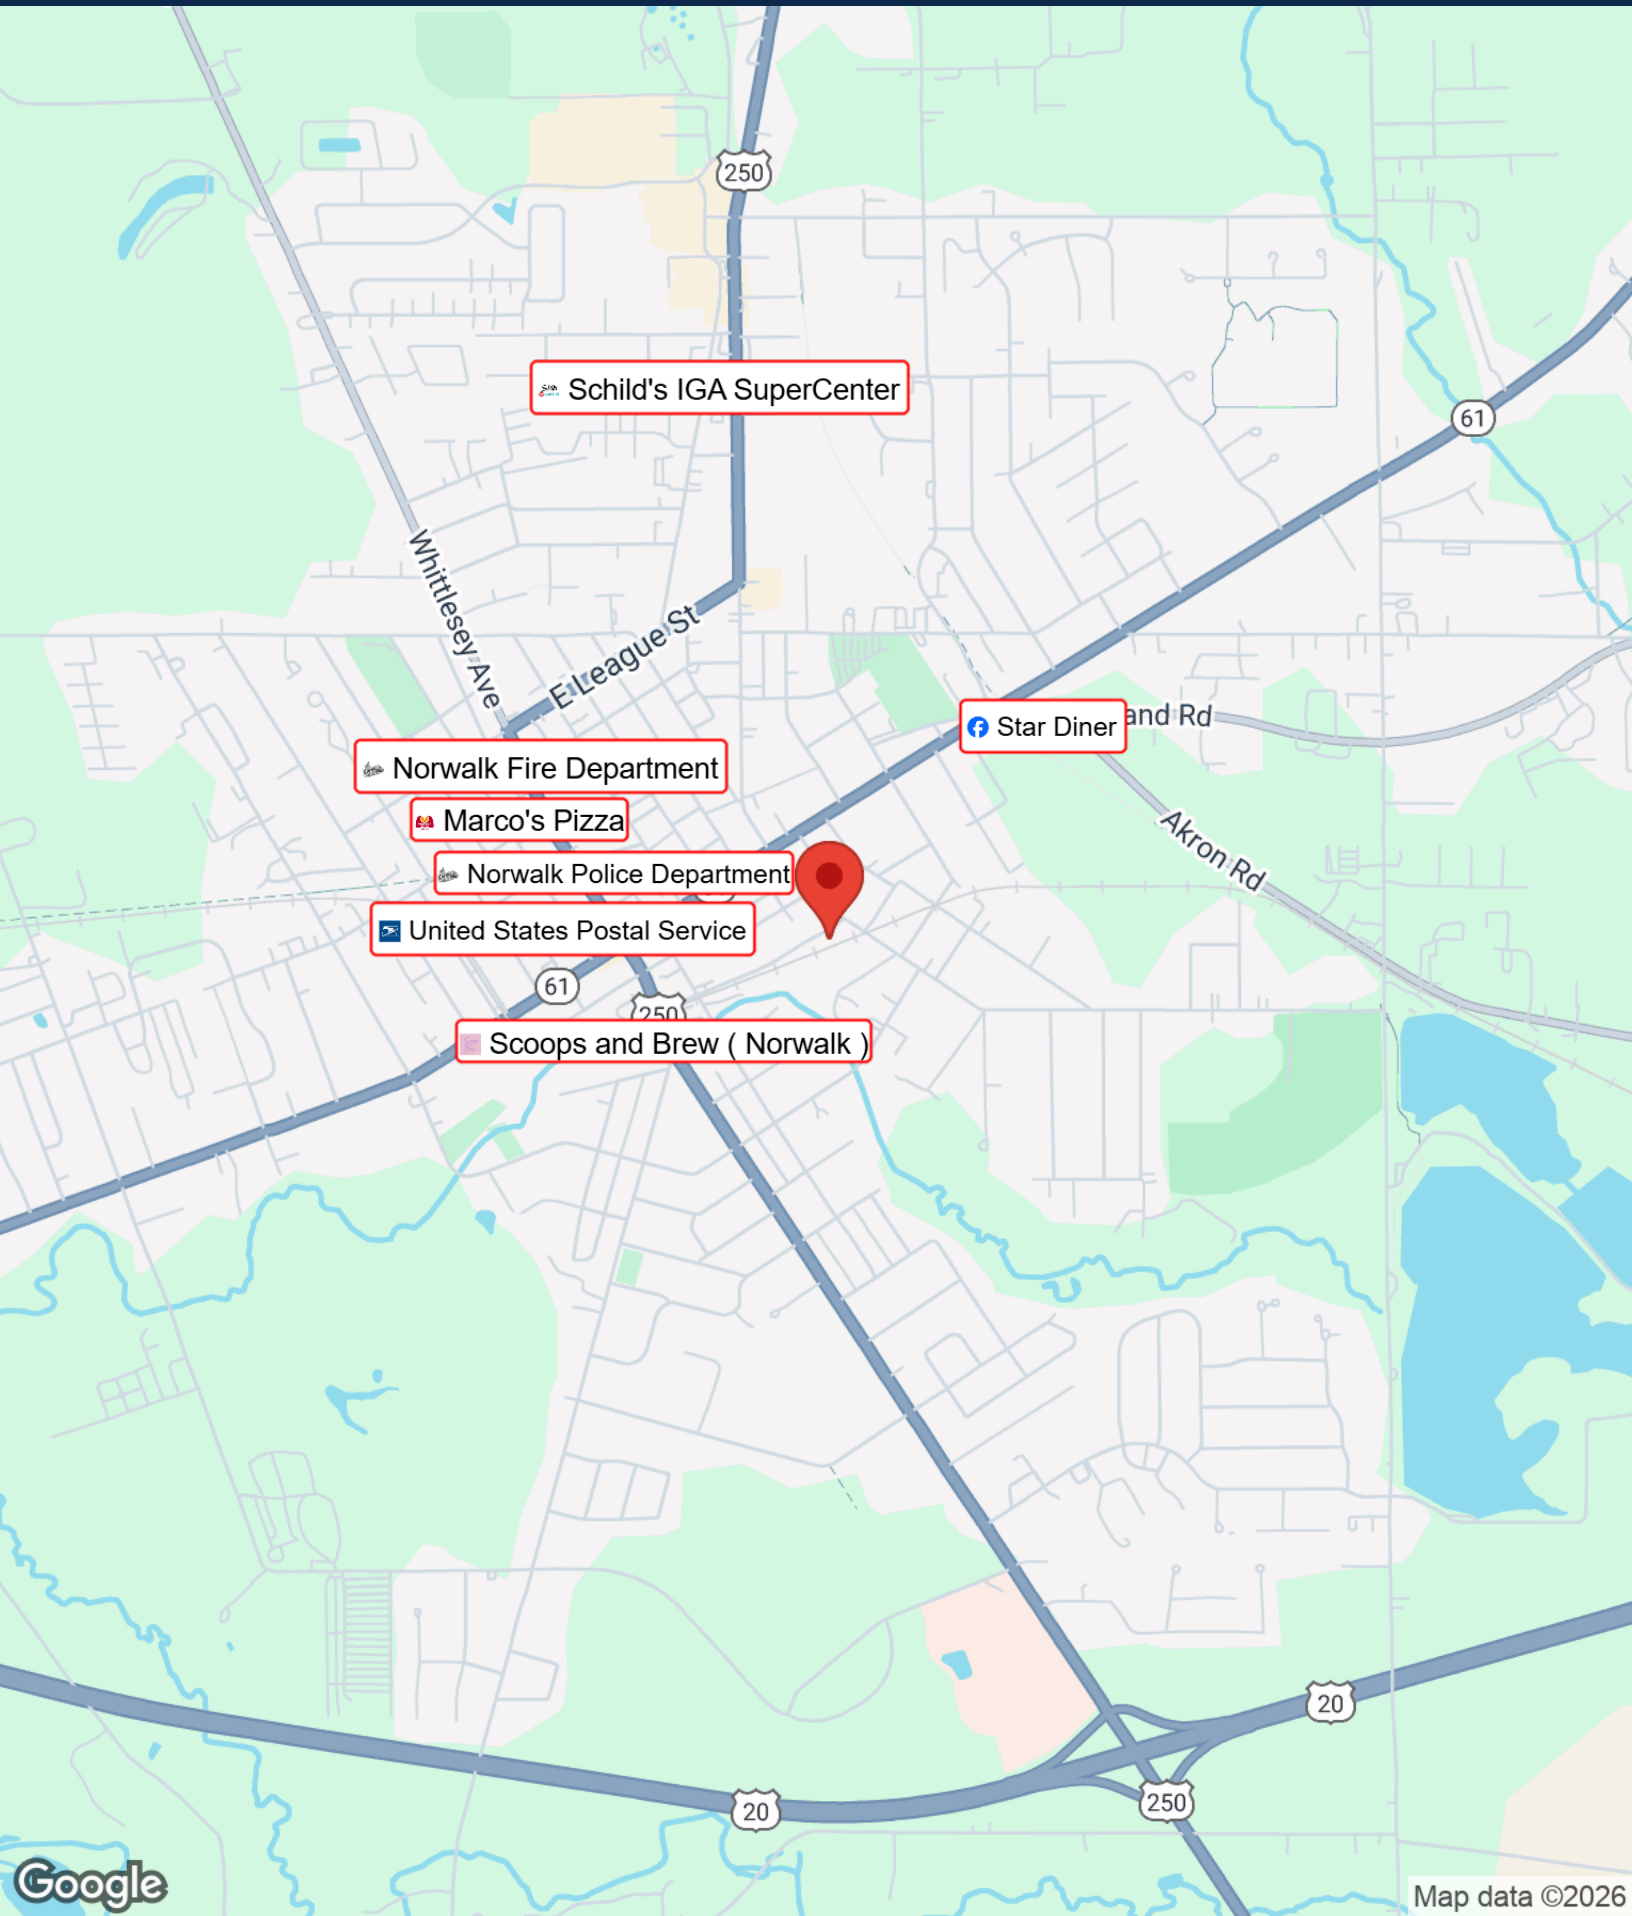 250
Schild's IGA SuperCenter
61
Whittlesey Ave
E League St
Star Diner
and Rd
Norwalk Fire Department
Marco's Pizza
Akron Rd
Norwalk Police Department
United States Postal Service
61
250
Scoops and Brew ( Norwalk )
20
20
250
Google
Map data ©2026